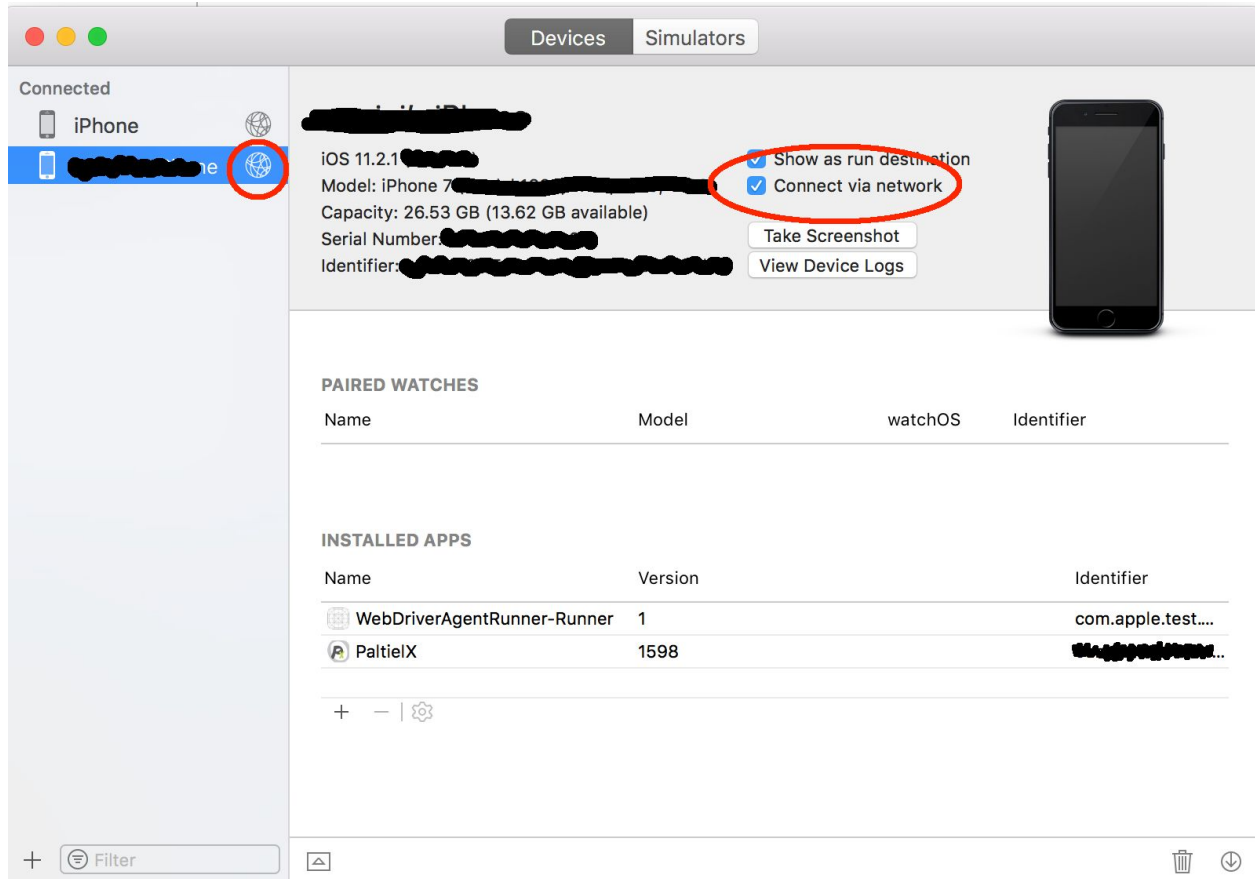 Devices Simulators
Connected
iPhone
iOS 11.2.1
Show as run destination
Model: iPhone 7
Connect via network
Capacity: 26.53 GB (13.62 GB available)
Serial Number:
Take Screenshot
Identifier:
View Device Logs
PAIRED WATCHES
Name Model watchOS Identifier
INSTALLED APPS
Name Version Identifier
WebDriverAgentRunner-Runner 1 com.apple.test....
PaltielX 1598
Filter